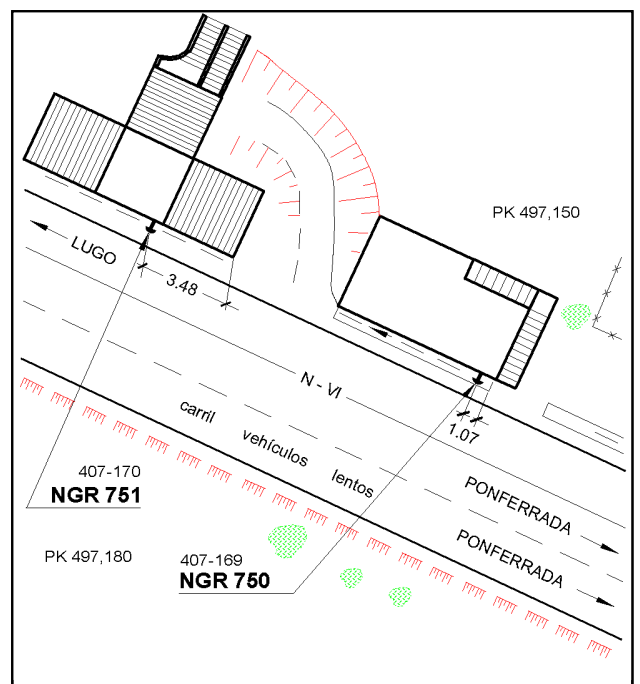 PK 497,150
LUGO
3.48
N - VI
carril vehículos lentos
1.07
PONFERRADA
PONFERRADA
407-170
NGR 751
PK 497,180
407-169
NGR 750